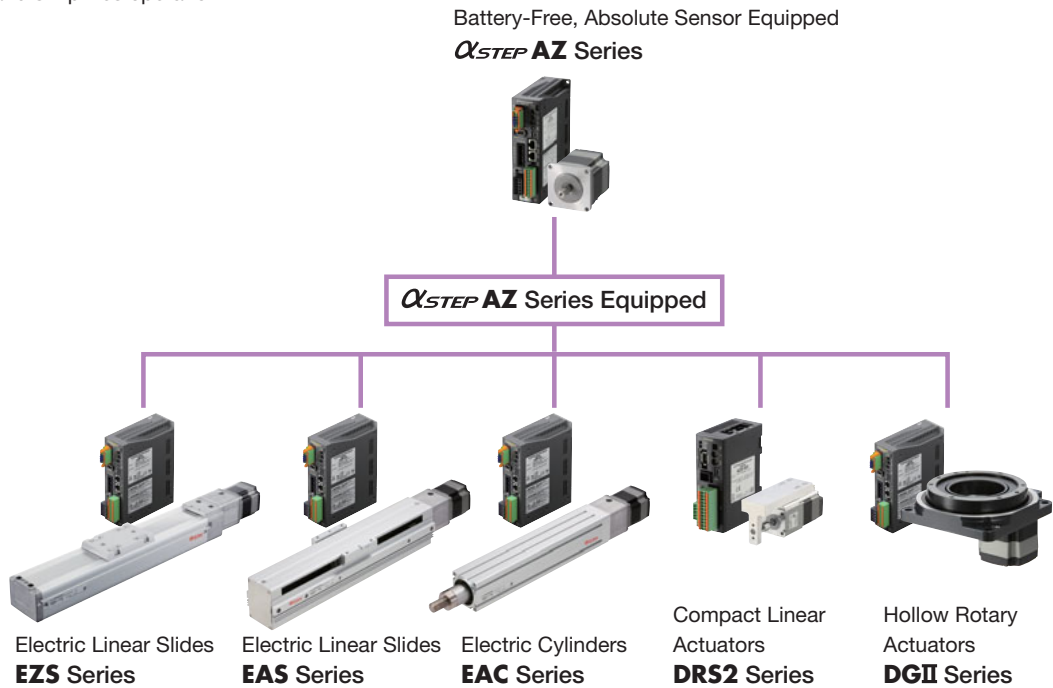 Battery-Free, Absolute Sensor Equipped
αSTEP AZ Series
αSTEP AZ Series Equipped
Electric Linear Slides
EZS Series
Electric Linear Slides
EAS Series
Electric Cylinders
EAC Series
Compact Linear
Actuators
DRS2 Series
Hollow Rotary
Actuators
DGII Series